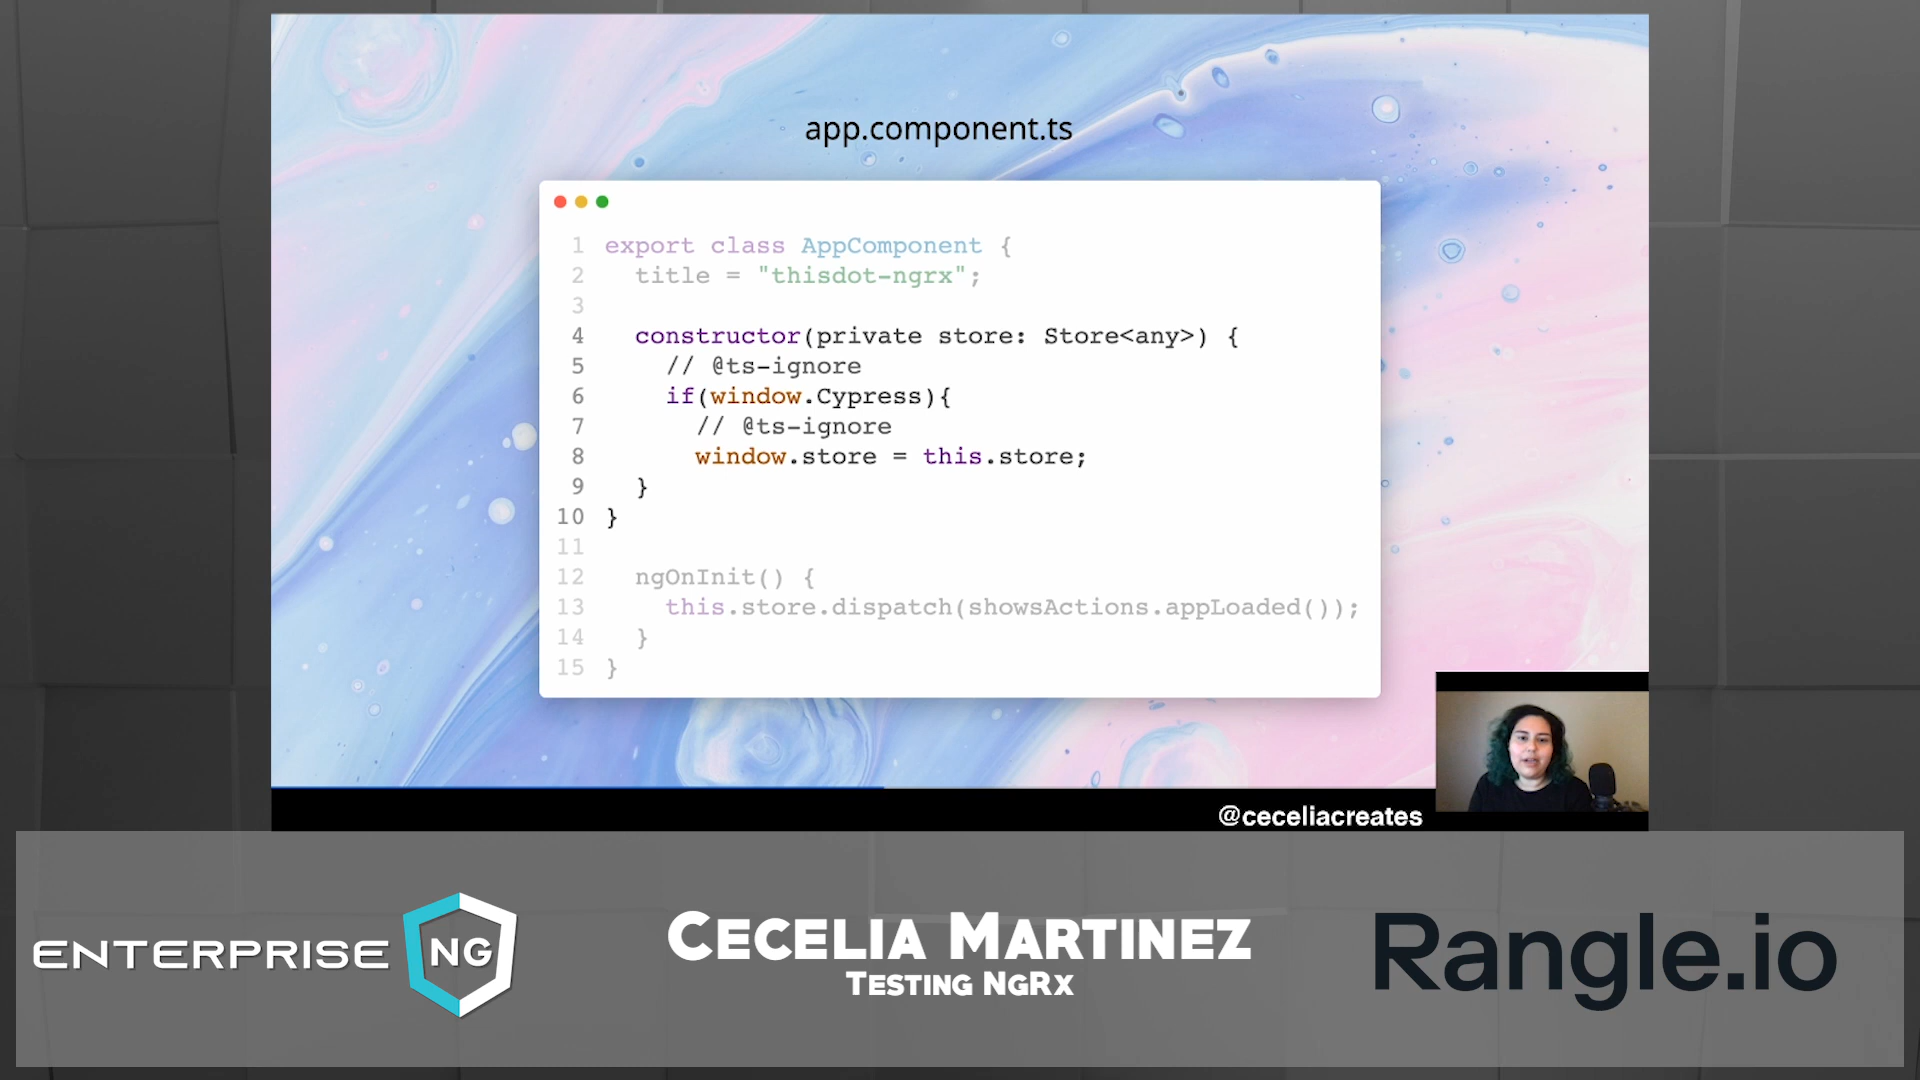 app.component.ts
1 export class AppComponent {
2 title = "thisdot-ngrx";
3
4 constructor(private store: Store<any>) {
5 // @ts-ignore
6 if(window.Cypress){
7 // @ts-ignore
8 window.store = this.store;
9 }
10 }
11
12 ngOnInit() {
13 this.store.dispatch(showsActions.appLoaded());
14 }
15 }
@ceceliacreates
ENTERPRISE NG
CECELIA MARTINEZ
TESTING NGRX
Rangle.io